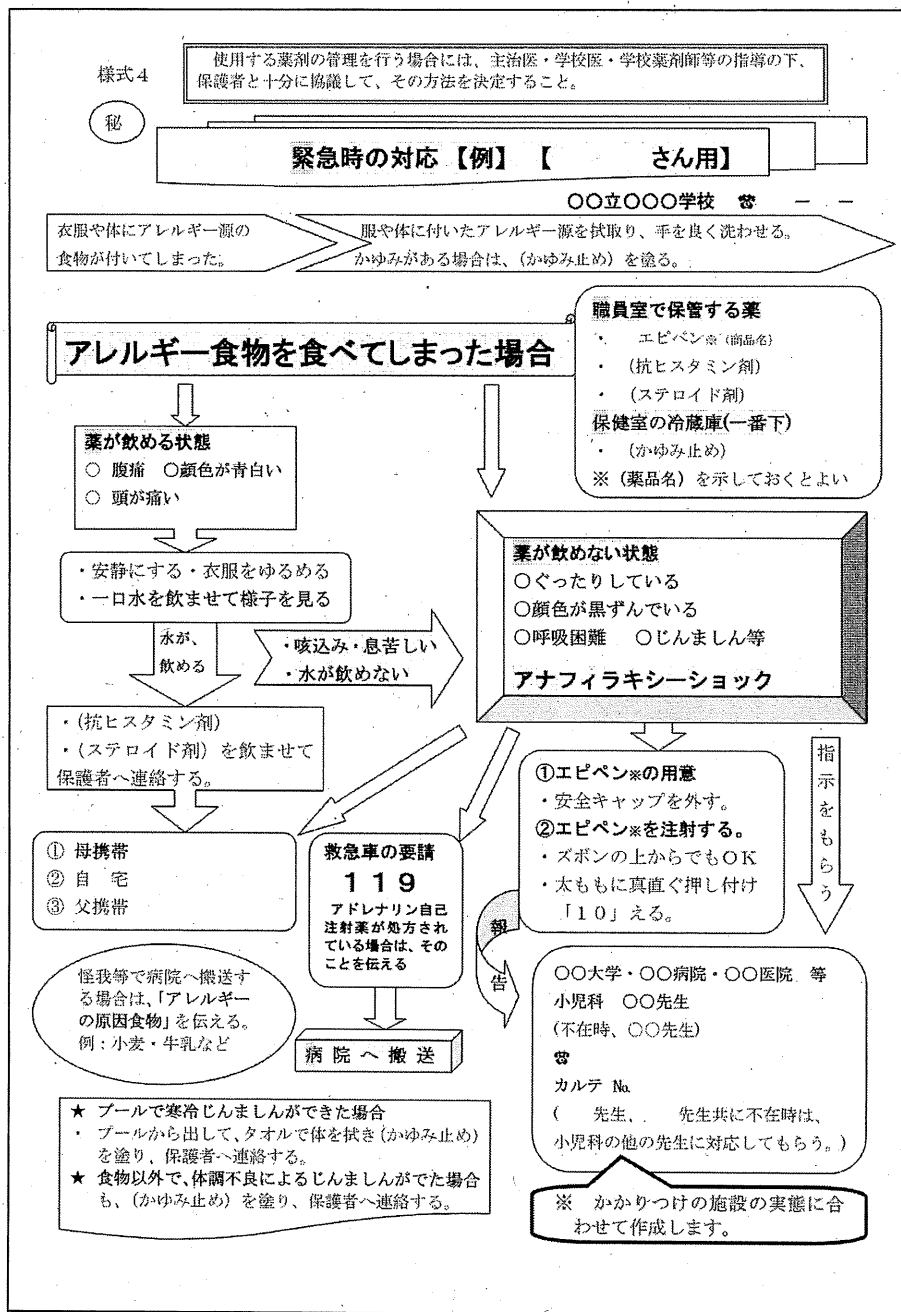 様式4
使用する薬剤の管理を行う場合には、主治医・学校医・学校薬剤師等の指導の下、
保護者と十分に協議して、その方法を決定すること。
秘
緊急時の対応【例】【　　　さん用】
○○立○○○学校 ☎ － －
衣服や体にアレルギー源の
食物が付いてしまった。
服や体に付いたアレルギー源を拭取り、手を良く洗わせる。
かゆみがある場合は、(かゆみ止め)を塗る。
アレルギー食物を食べてしまった場合
職員室で保管する薬
・　エピペン※(商品名)
・　(抗ヒスタミン剤)
・　(ステロイド剤)
保健室の冷蔵庫(一番下)
・　(かゆみ止め)
※ (薬品名) を示しておくとよい
薬が飲める状態
○ 腹痛 ○顔色が青白い
○ 頭が痛い
・安静にする・衣服をゆるめる
・一口水を飲ませて様子を見る
水が、
飲める
・咳込み・息苦しい
・水が飲めない
薬が飲めない状態
○ぐったりしている
○顔色が黒ずんでいる
○呼吸困難 ○じんましん等
アナフィラキシーショック
・(抗ヒスタミン剤)
・(ステロイド剤) を飲ませて
保護者へ連絡する。
① 母携帯
② 自　宅
③ 父携帯
救急車の要請
１１９
アドレナリン自己
注射薬が処方され
ている場合は、その
ことを伝える
病院へ搬送
①エピペン※の用意
・安全キャップを外す。
②エピペン※を注射する。
・ズボンの上からでもＯＫ
・太ももに真直ぐ押し付け
「１０」える。
指示をもらう
報告
○○大学・○○病院・○○医院 等
小児科 ○○先生
(不在時、○○先生)
☎
カルテ №
(　　先生、　　先生共に不在時は、
小児科の他の先生に対応してもらう。)
※ かかりつけの施設の実態に合
わせて作成します。
怪我等で病院へ搬送す
る場合は、「アレルギー
の原因食物」を伝える。
例：小麦・牛乳など
★ プールで寒冷じんましんができた場合
・ プールから出して、タオルで体を拭き(かゆみ止め)
を塗り、保護者へ連絡する。
★ 食物以外で、体調不良によるじんましんがでた場合
も、(かゆみ止め) を塗り、保護者へ連絡する。